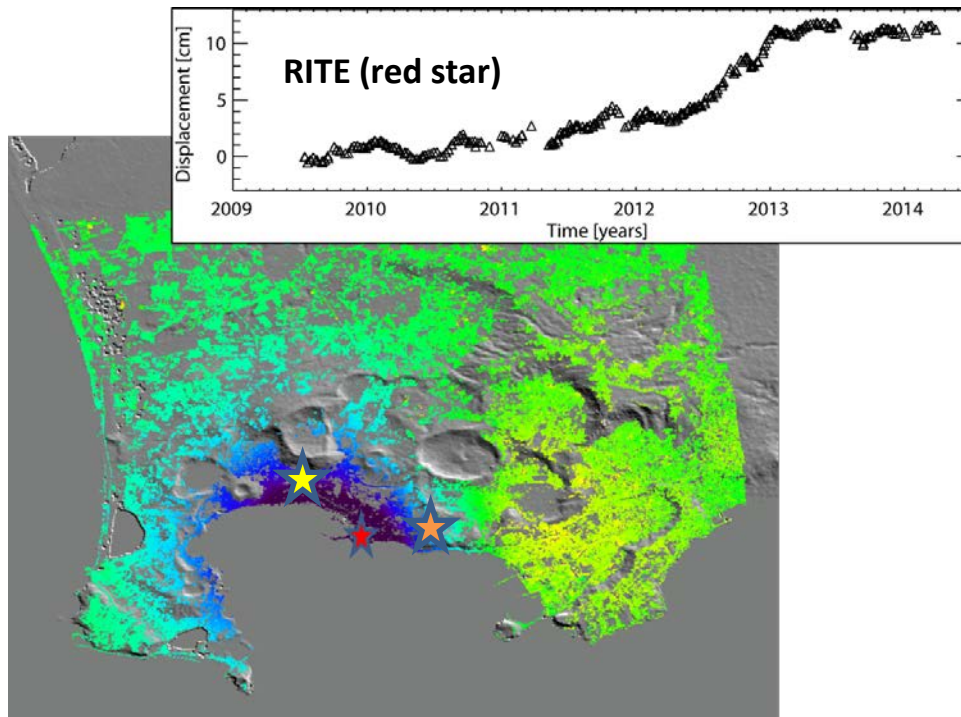 RITE (red star)
Displacement [cm]
10
5
0
2009 2010 2011 2012 2013 2014
Time [years]